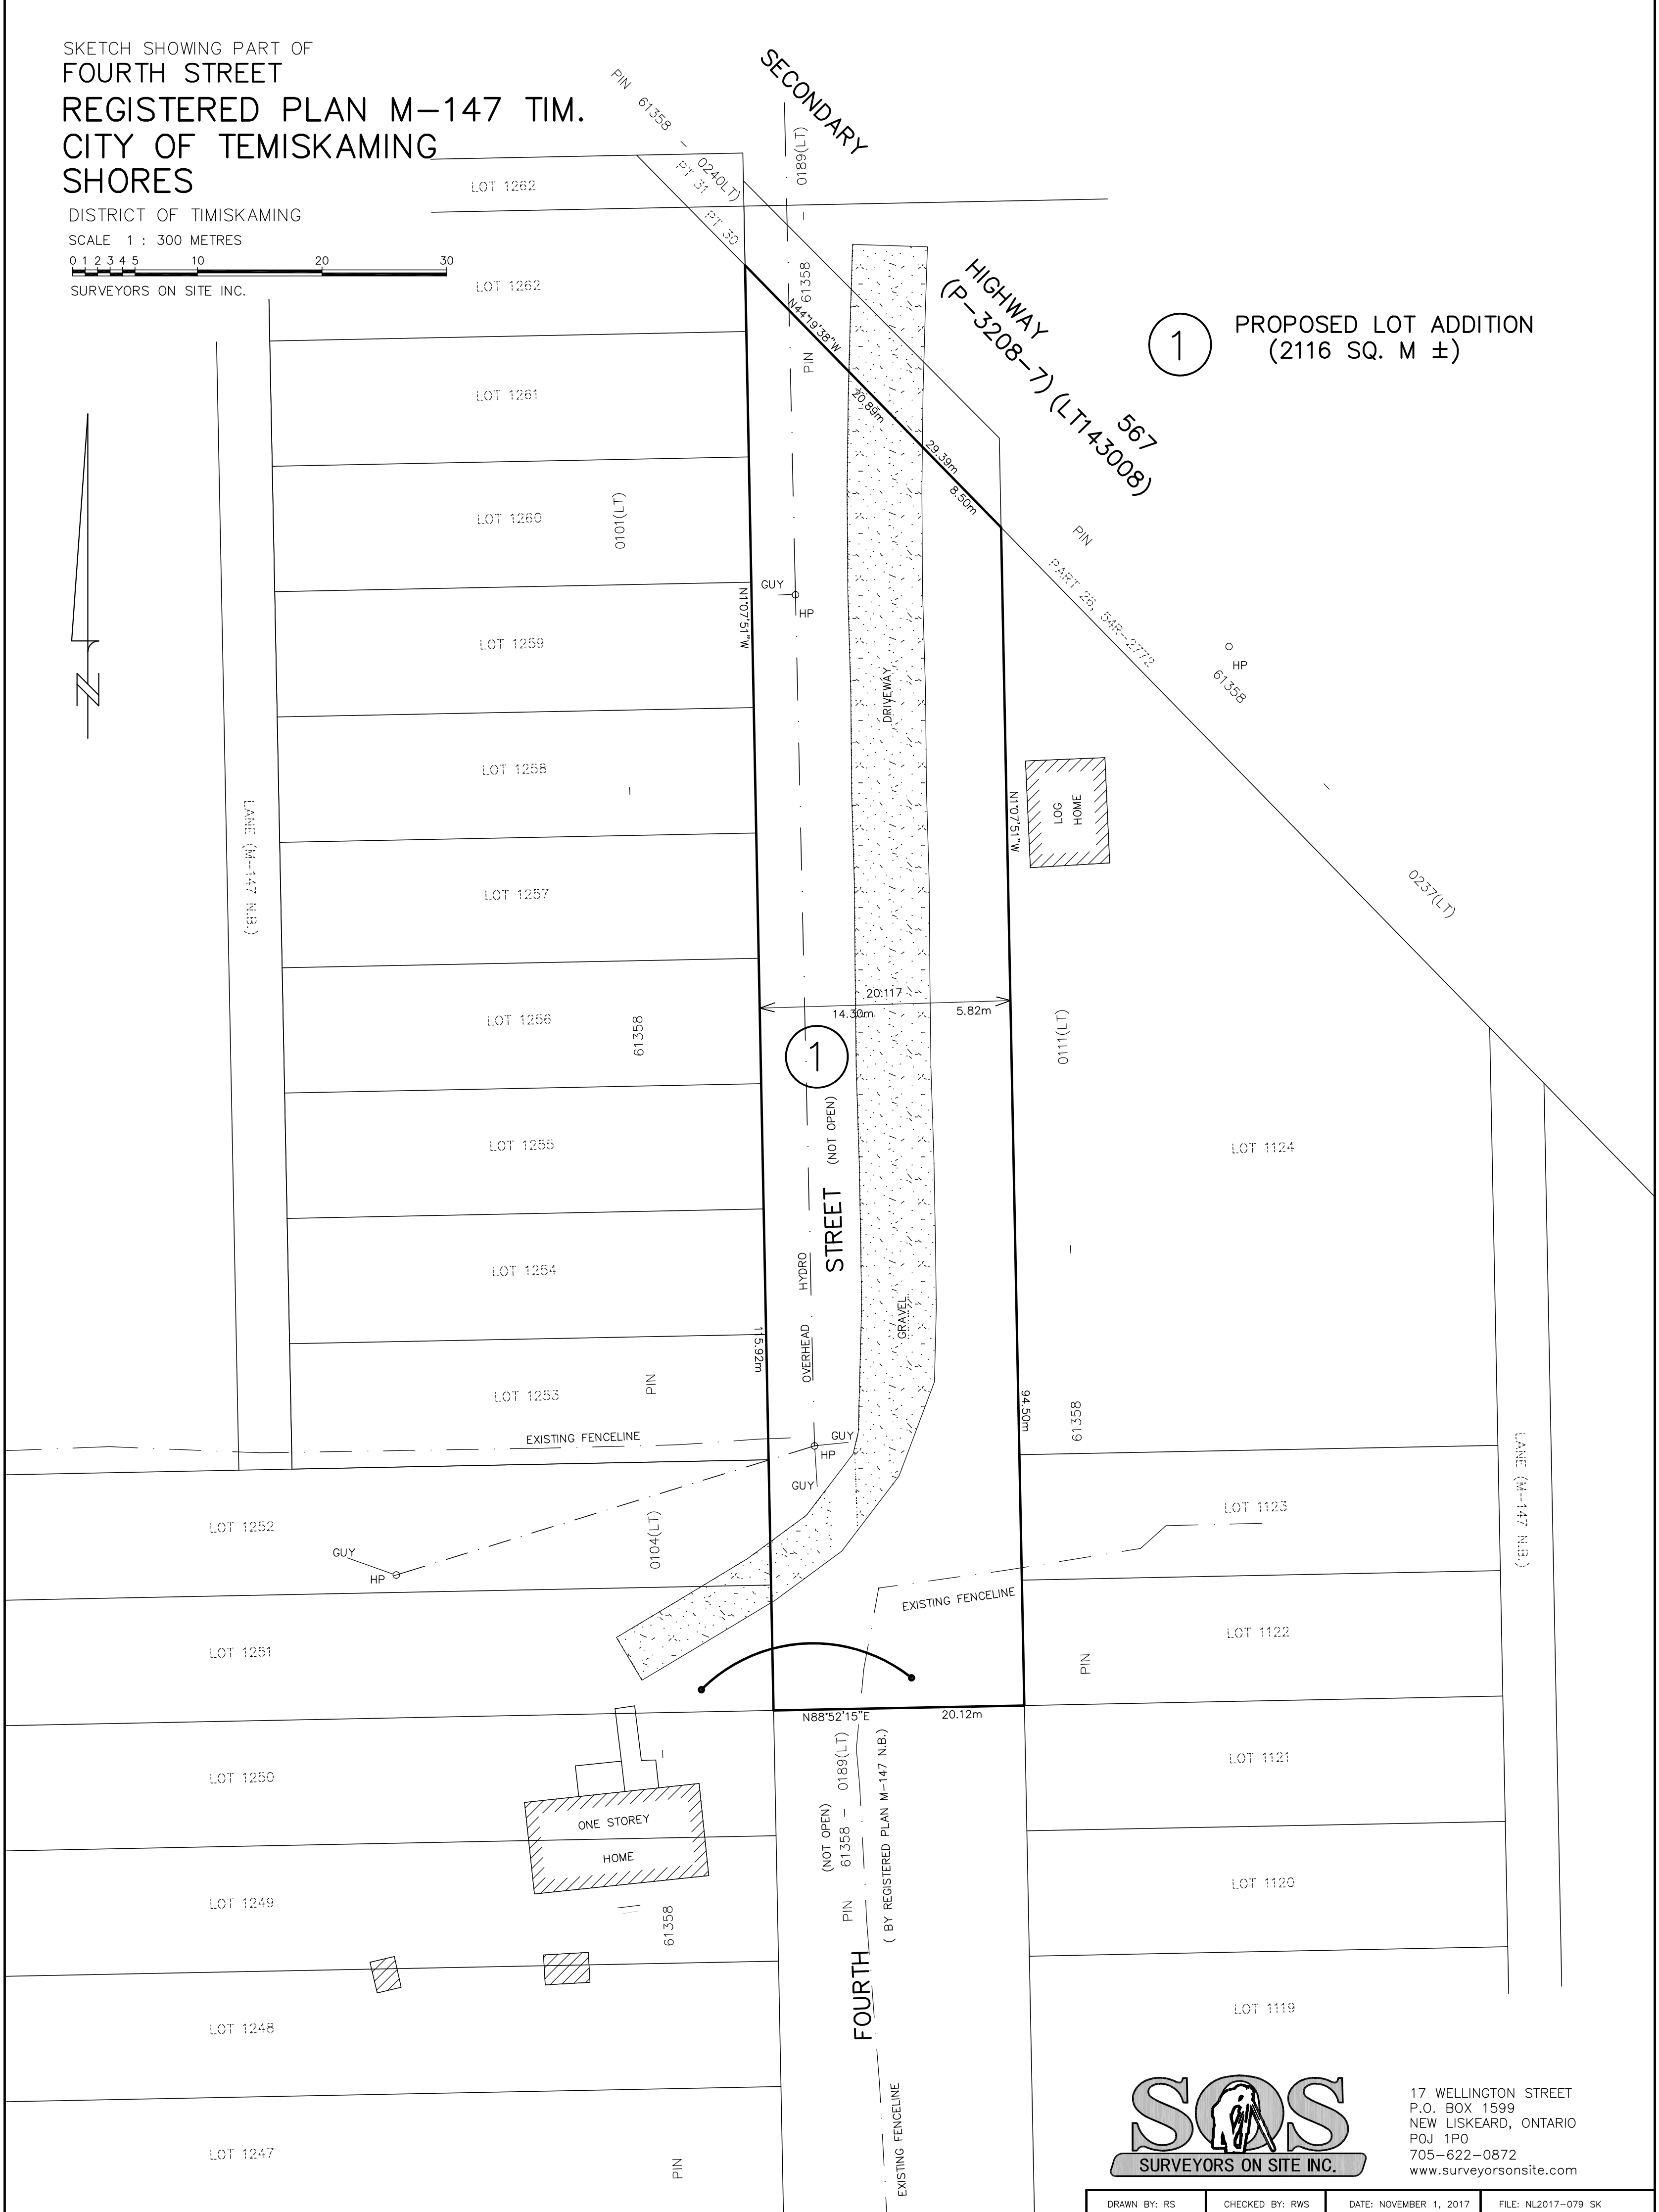 SKETCH SHOWING PART OF
FOURTH STREET
REGISTERED PLAN M-147 TIM.
CITY OF TEMISKAMING
SHORES
DISTRICT OF TIMISKAMING
SCALE 1 : 300 METRES
0 1 2 3 4 5 10 20 30
SURVEYORS ON SITE INC.
PIN 61358 - 0240(LT)
PT 31
PT 30
SECONDARY
HIGHWAY
567
(P-3208-7) (LT143008)
1
PROPOSED LOT ADDITION
(2116 SQ. M ±)
LOT 1262
LOT 1262
LOT 1261
LOT 1260
LOT 1259
LOT 1258
LOT 1257
LOT 1256
LOT 1255
LOT 1254
LOT 1253
N
LANE (M-147 N.B.)
PIN 61358 - 0101(LT)
PIN 61358 - 0189(LT)
N44°19'38"W
20.89m
29.39m
8.50m
PIN 61358 - 0237(LT)
PART 26, 54R-2772
HP
GUY
HP
N1°07'51"W
DRIVEWAY
N1°07'51"W
LOG
HOME
20.117
14.30m
5.82m
1
STREET (NOT OPEN)
OVERHEAD HYDRO
GRAVEL
115.92m
94.50m
PIN 61358 - 0111(LT)
LOT 1124
LOT 1123
LOT 1122
LOT 1121
LOT 1120
LOT 1119
LANE (M-147 N.B.)
EXISTING FENCELINE
GUY
HP
GUY
GUY
HP
EXISTING FENCELINE
LOT 1252
LOT 1251
LOT 1250
LOT 1249
LOT 1248
LOT 1247
PIN 61358 - 0104(LT)
N88°52'15"E
20.12m
ONE STOREY
HOME
FOURTH
(NOT OPEN)
PIN 61358 - 0189(LT)
( BY REGISTERED PLAN M-147 N.B.)
EXISTING FENCELINE
SOS
SURVEYORS ON SITE INC.
17 WELLINGTON STREET
P.O. BOX 1599
NEW LISKEARD, ONTARIO
P0J 1P0
705-622-0872
www.surveyorsonsite.com
DRAWN BY: RS
CHECKED BY: RWS
DATE: NOVEMBER 1, 2017
FILE: NL2017-079 SK